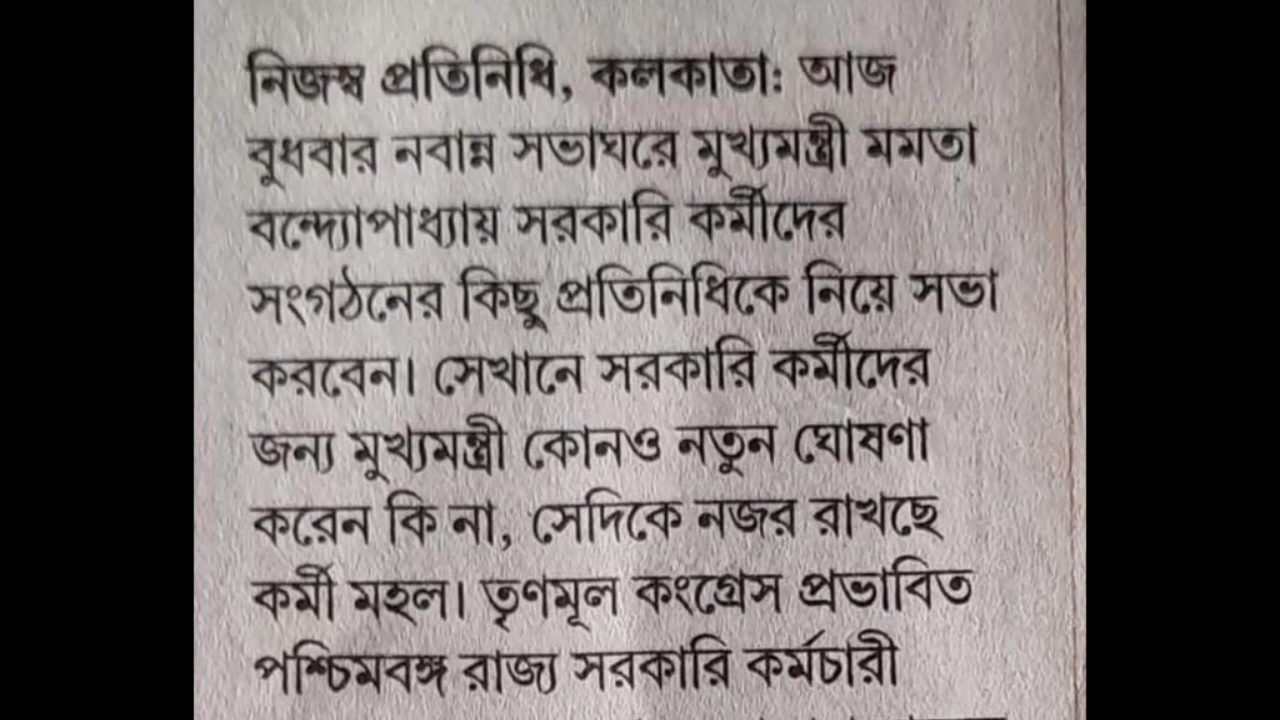 নিজস্ব প্রতিনিধি, কলকাতা: আজ
বুধবার নবান্ন সভাঘরে মুখ্যমন্ত্রী মমতা
বন্দ্যোপাধ্যায় সরকারি কর্মীদের
সংগঠনের কিছু প্রতিনিধিকে নিয়ে সভা
করবেন। সেখানে সরকারি কর্মীদের
জন্য মুখ্যমন্ত্রী কোনও নতুন ঘোষণা
করেন কি না, সেদিকে নজর রাখছে
কর্মী মহল। তৃণমূল কংগ্রেস প্রভাবিত
পশ্চিমবঙ্গ রাজ্য সরকারি কর্মচারী